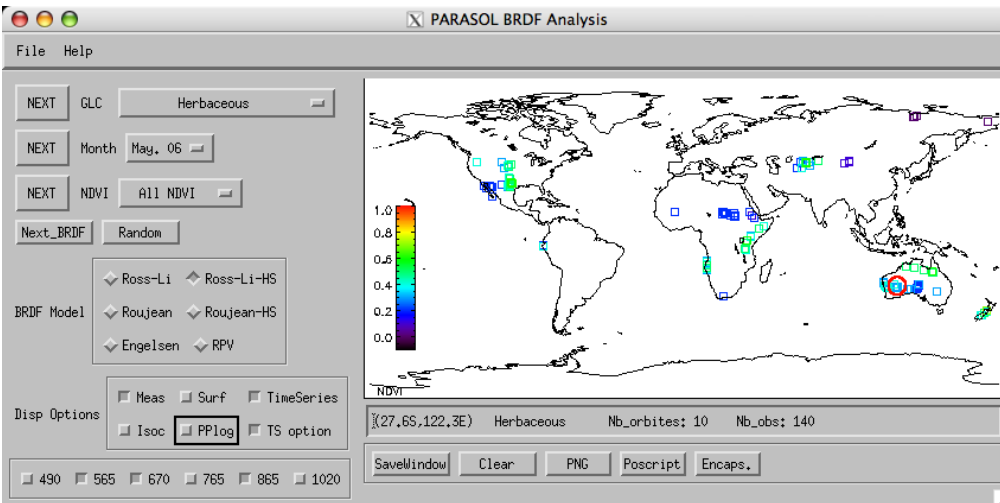 PARASOL BRDF Analysis
File Help
NEXT GLC Herbaceous
NEXT Month May. 06
NEXT NDVI All NDVI
Next_BRDF Random
BRDF Model
Ross-Li Ross-Li-HS
Roujean Roujean-HS
Engelsen RPV
Disp Options
Meas Surf TimeSeries
Isoc PPlog TS option
490 565 670 765 865 1020
1.0
0.8
0.6
0.4
0.2
0.0
NDVI
(27.6S,122.3E) Herbaceous Nb_orbites: 10 Nb_obs: 140
SaveWindow Clear PNG Poscript Encaps.